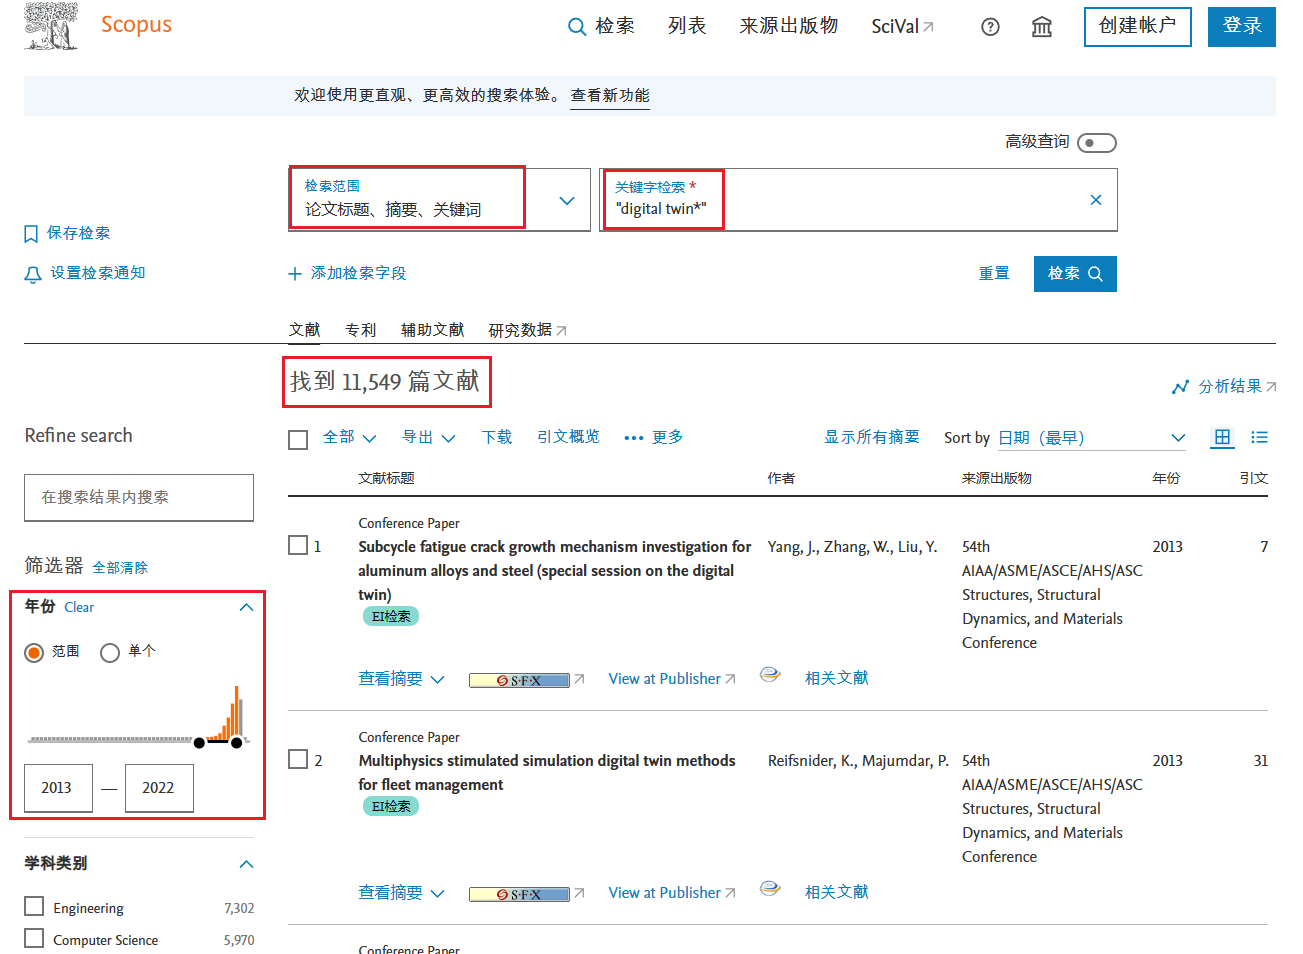 Scopus
检索 列表 来源出版物 SciVal 创建帐户 登录
欢迎使用更直观、更高效的搜索体验。 查看新功能
高级查询
检索范围
论文标题、摘要、关键词
关键字检索 *
"digital twin*"
保存检索
设置检索通知
添加检索字段
重置
检索
文献 专利 辅助文献 研究数据
找到 11,549 篇文献
分析结果
Refine search
全部 导出 下载 引文概览 更多 显示所有摘要 Sort by 日期（最早）
文献标题 作者 来源出版物 年份 引文
在搜索结果内搜索
筛选器 全部清除
年份 Clear
范围 单个
2013 — 2022
学科类别
Engineering 7,302
Computer Science 5,970
Conference Paper
1 Subcycle fatigue crack growth mechanism investigation for Yang, J., Zhang, W., Liu, Y. 54th 2013 7
aluminum alloys and steel (special session on the digital AIAA/ASME/ASCE/AHS/ASC
twin) Structures, Structural
EI检索 Dynamics, and Materials
Conference
查看摘要 S·F·X View at Publisher 相关文献
Conference Paper
2 Multiphysics stimulated simulation digital twin methods Reifsnider, K., Majumdar, P. 54th 2013 31
for fleet management AIAA/ASME/ASCE/AHS/ASC
EI检索 Structures, Structural
Dynamics, and Materials
Conference
查看摘要 S·F·X View at Publisher 相关文献
Conference Paper